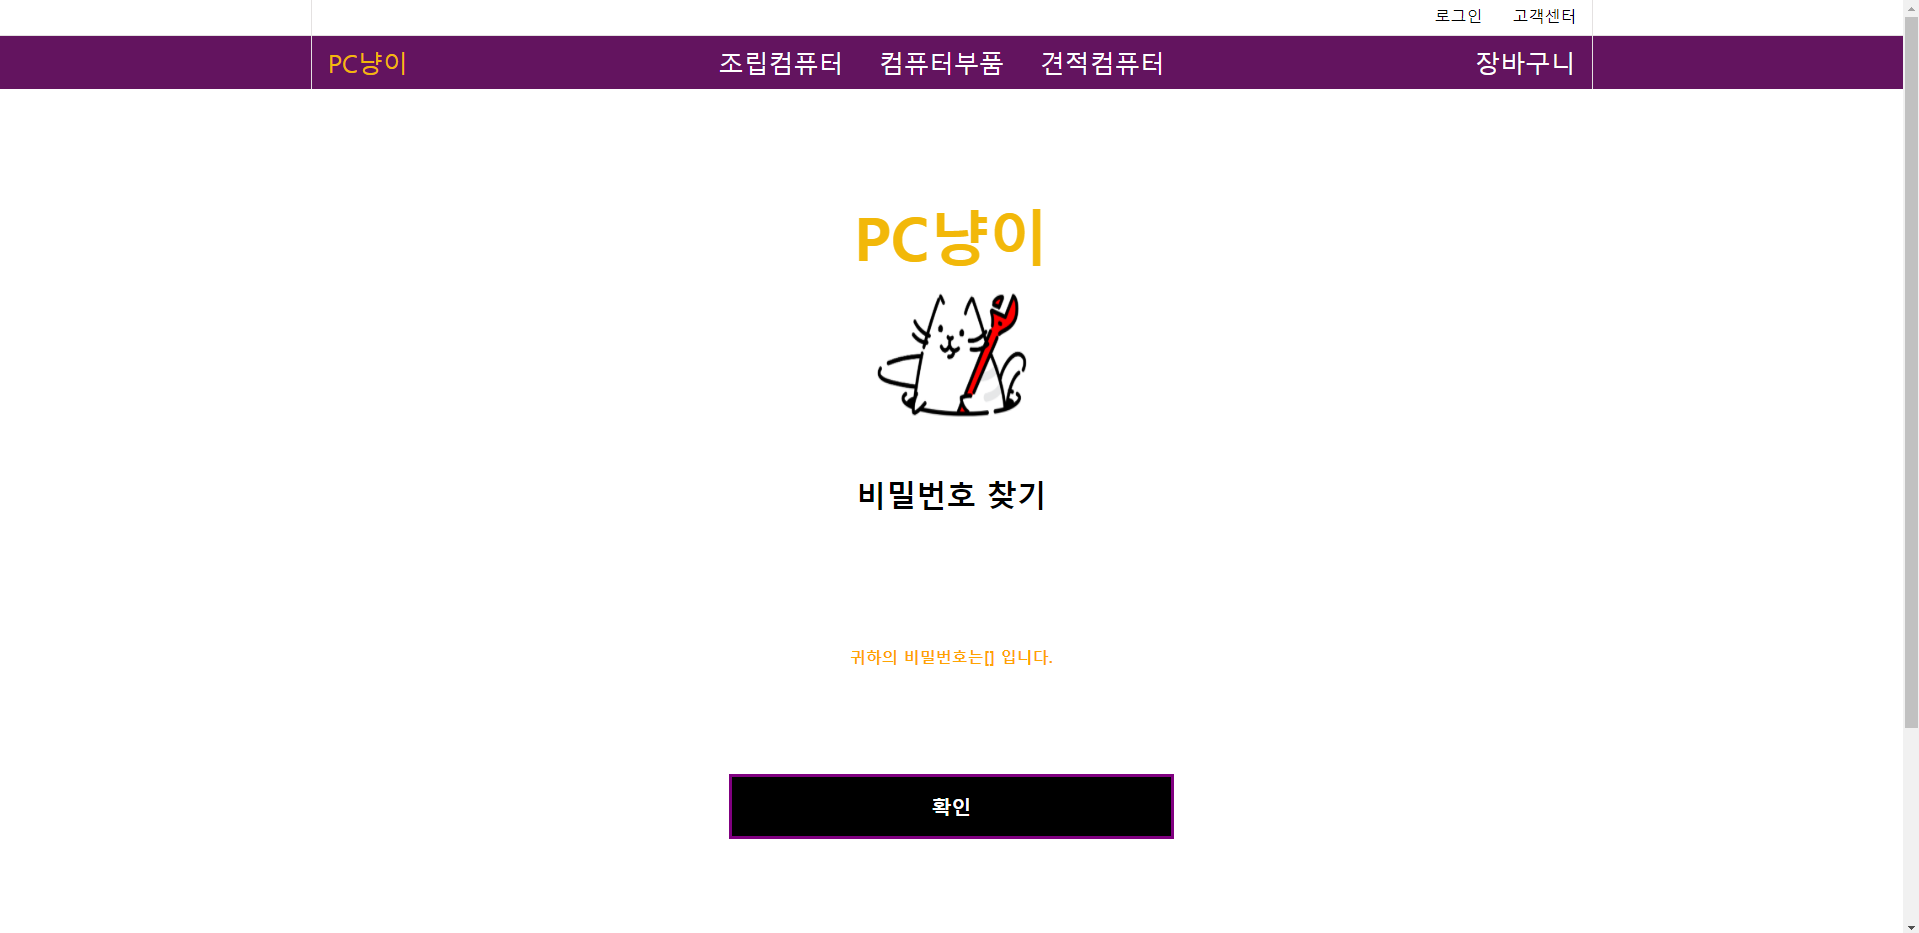 로그인 고객센터
PC냥이 조립컴퓨터 컴퓨터부품 견적컴퓨터 장바구니
PC냥이
비밀번호 찾기
귀하의 비밀번호는[] 입니다.
확인